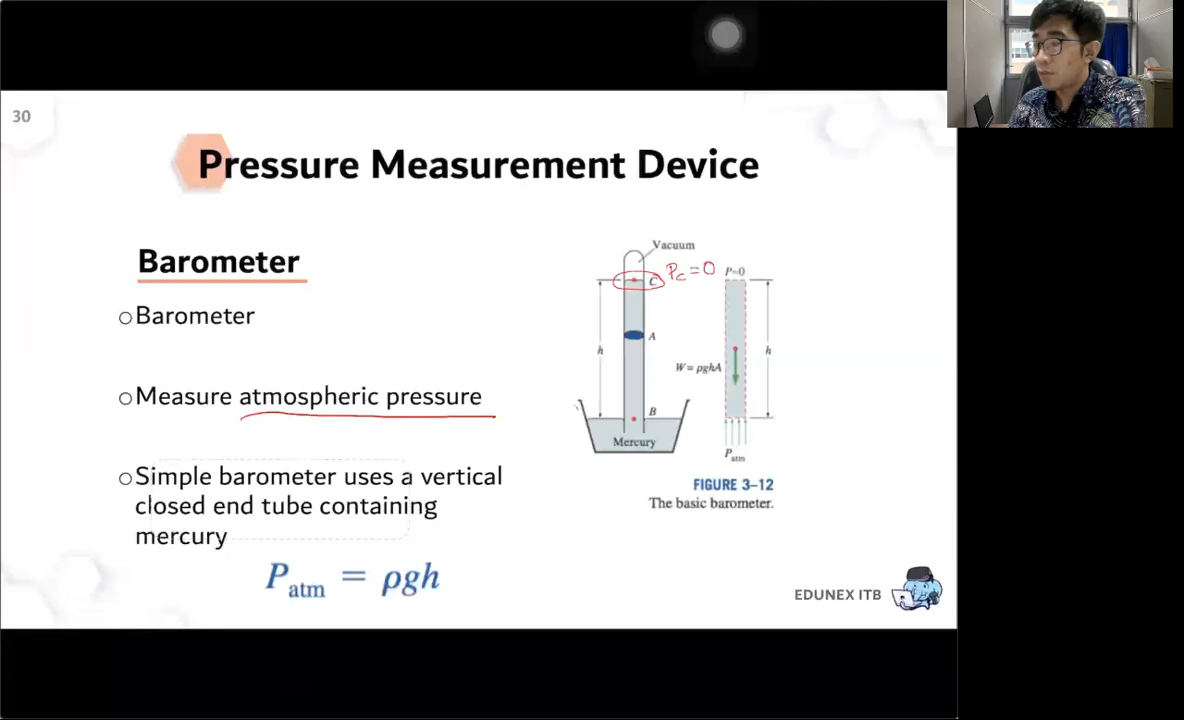 30
Pressure Measurement Device
Barometer
Barometer
Measure atmospheric pressure
Simple barometer uses a vertical
closed end tube containing
mercury
Patm = ρgh
Vacuum
C
Pc = 0
P=0
A
h
h
W = ρghA
B
Mercury
Patm
FIGURE 3–12
The basic barometer.
EDUNEX ITB